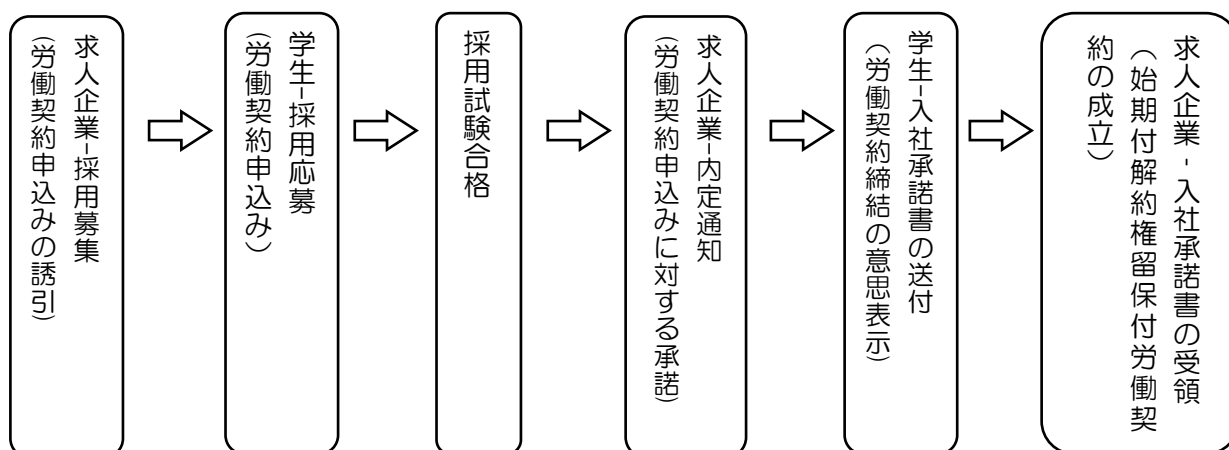 求人企業-採用募集
(労働契約申込みの誘引)
学生-採用応募
(労働契約申込み)
採用試験合格
求人企業-内定通知
(労働契約申込みに対する承諾)
学生-入社承諾書の送付
(労働契約締結の意思表示)
求人企業-入社承諾書の受領
(始期付解約権留保付労働契
約の成立)